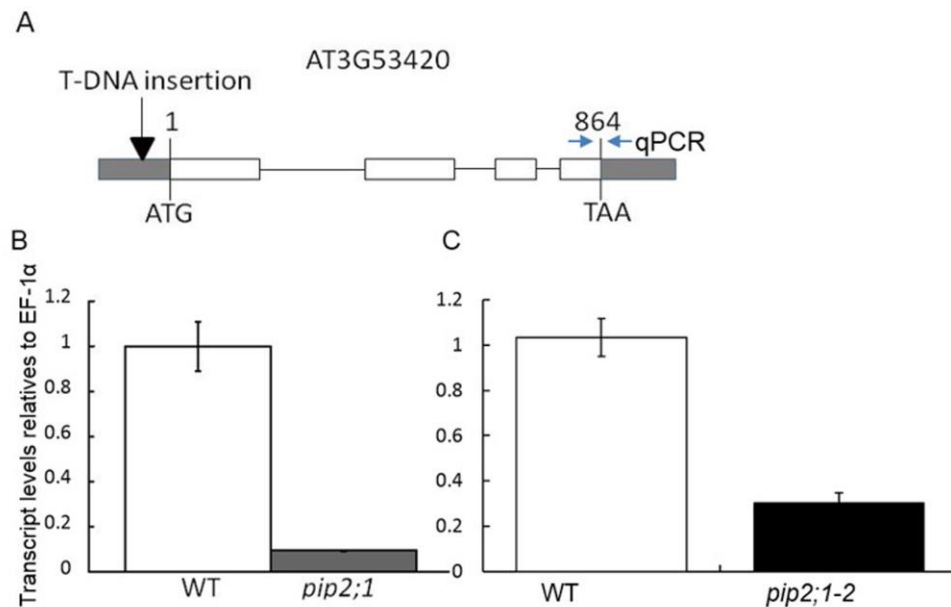 A
AT3G53420
T-DNA insertion
1
864
qPCR
ATG
TAA
B
C
Transcript levels relatives to EF-1α
1.2
1
0.8
0.6
0.4
0.2
0
WT
pip2;1
1.2
1
0.8
0.6
0.4
0.2
0
WT
pip2;1-2